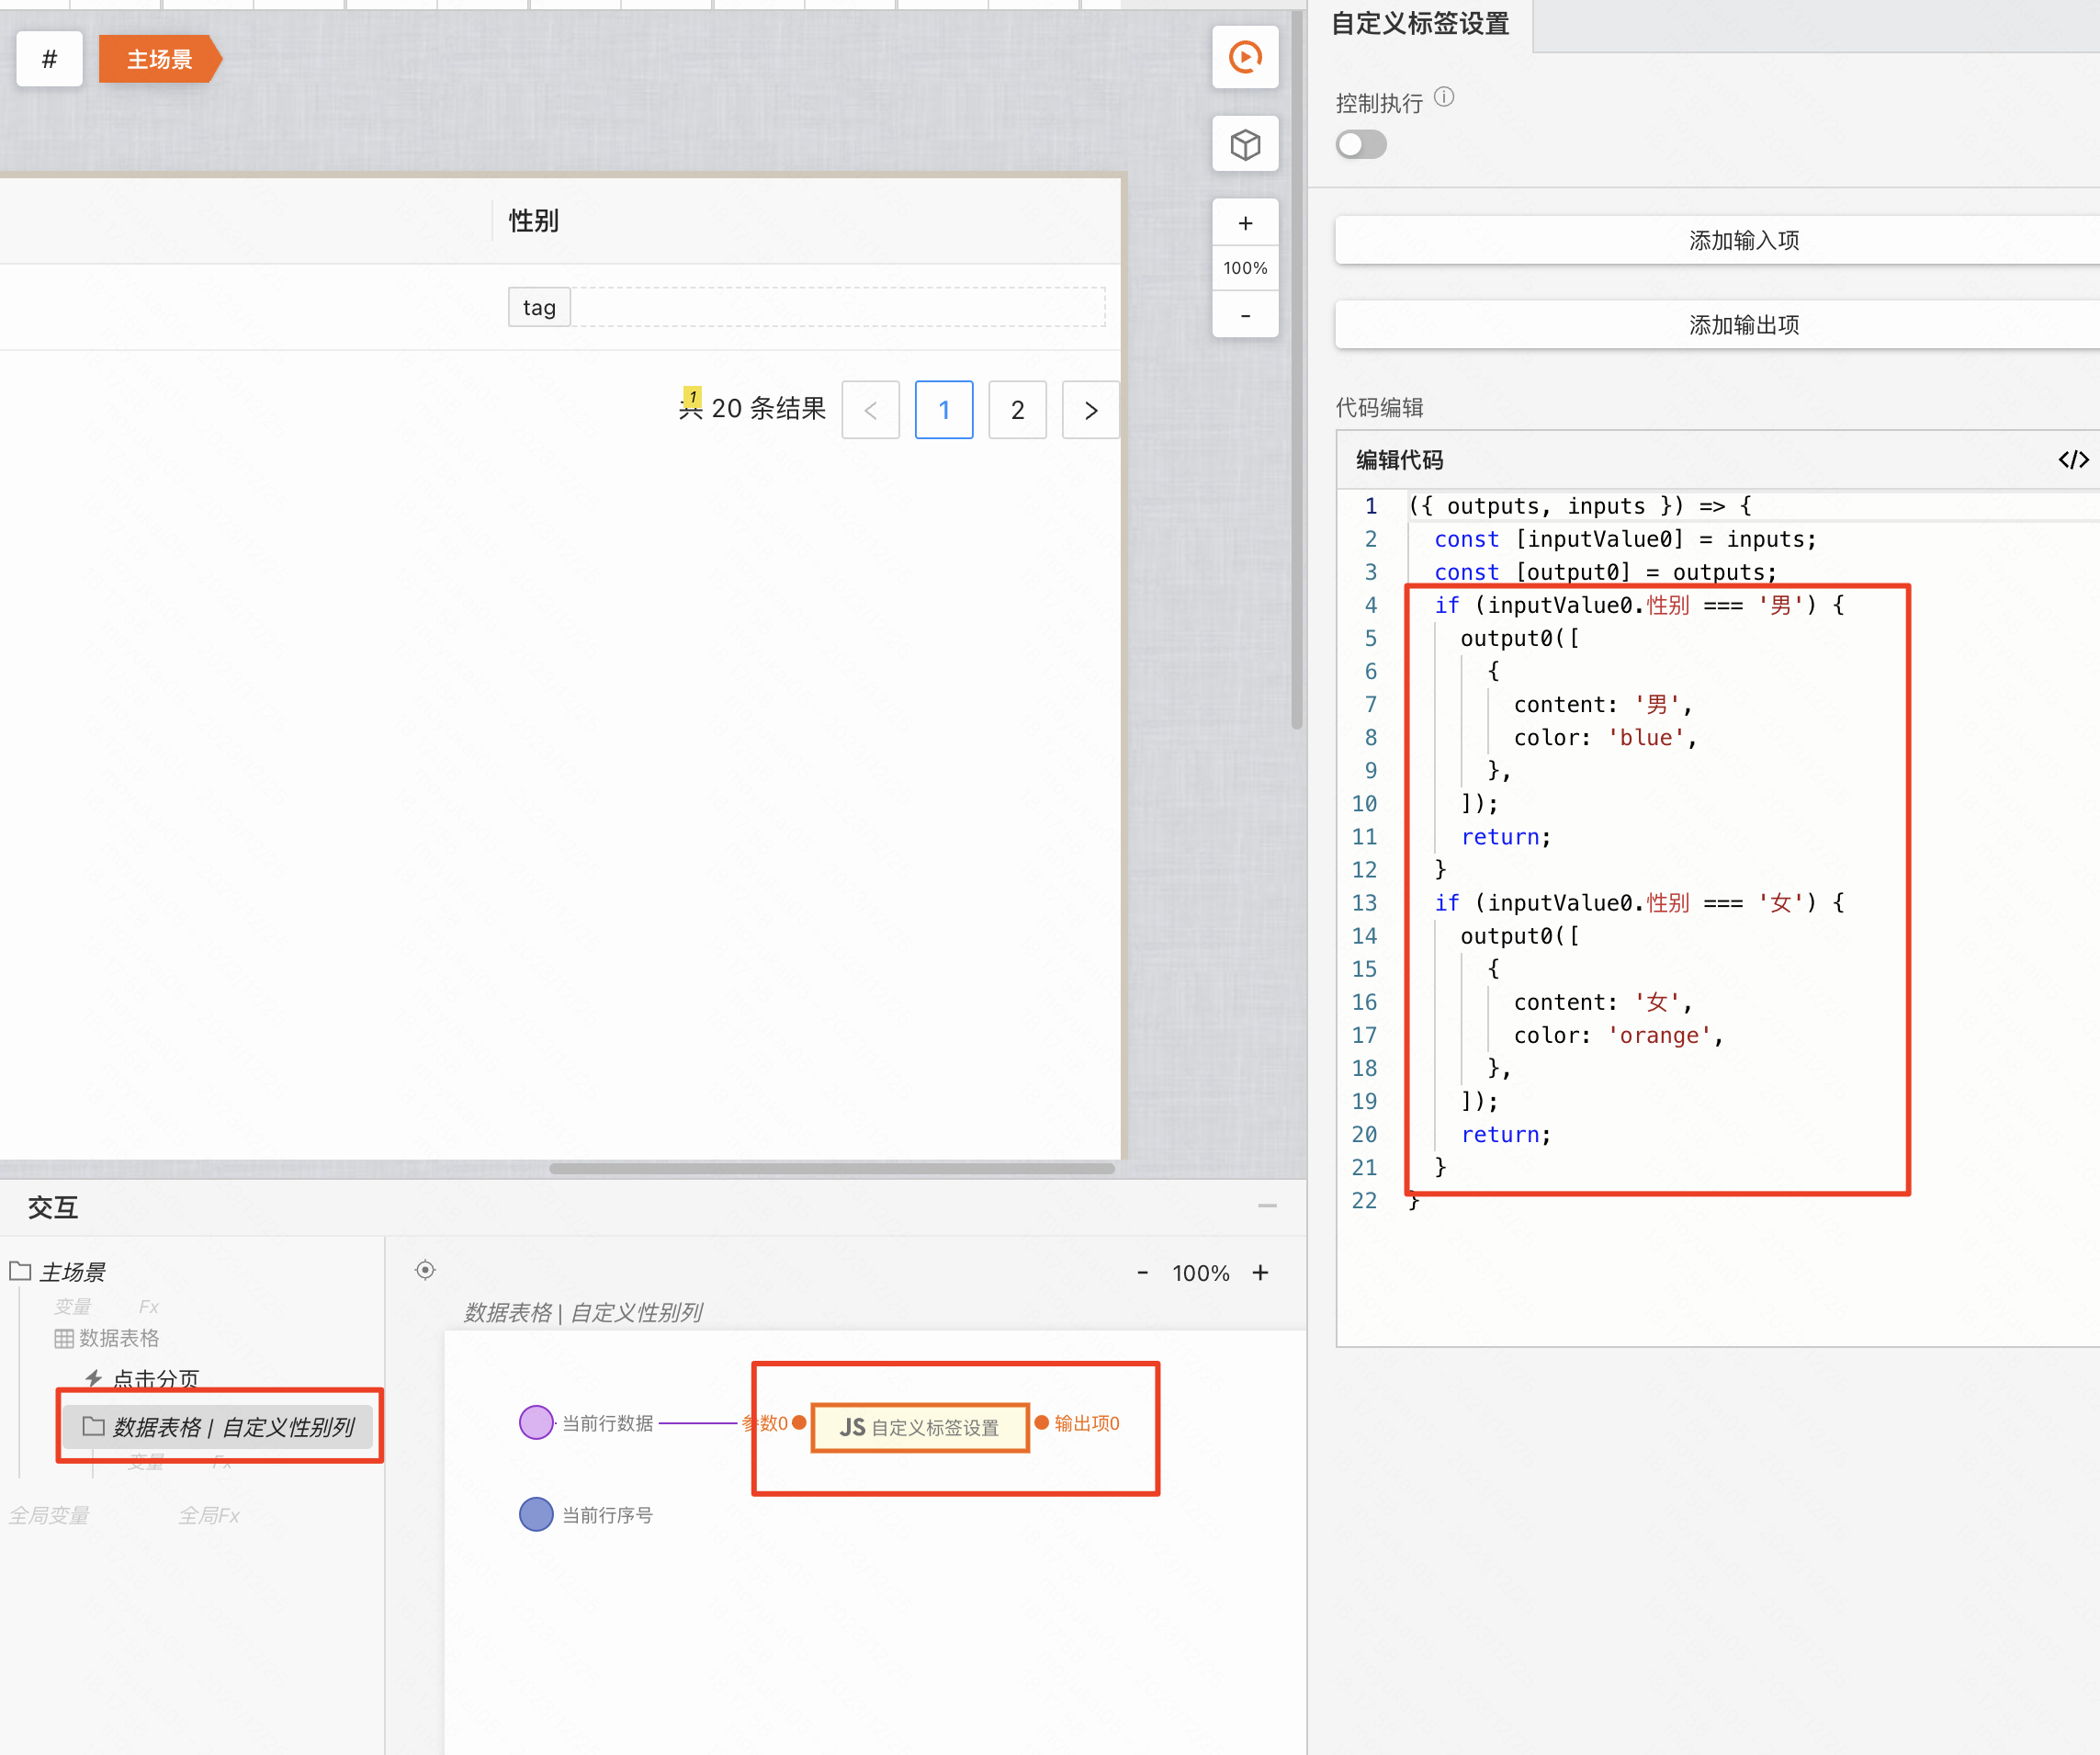 #
主场景
性别
tag
共 20 条结果
1
<
1
2
>
+
100%
-
自定义标签设置
控制执行
添加输入项
添加输出项
代码编辑
编辑代码
</>
1 ({ outputs, inputs }) => {
2 const [inputValue0] = inputs;
3 const [output0] = outputs;
4 if (inputValue0.性别 === '男') {
5 output0([
6 {
7 content: '男',
8 color: 'blue',
9 },
10 ]);
11 return;
12 }
13 if (inputValue0.性别 === '女') {
14 output0([
15 {
16 content: '女',
17 color: 'orange',
18 },
19 ]);
20 return;
21 }
22 }
交互
主场景
变量 Fx
数据表格
点击分页
数据表格 | 自定义性别列
变量 Fx
全局变量 全局Fx
- 100% +
数据表格 | 自定义性别列
当前行数据
参数0
JS 自定义标签设置
输出项0
当前行序号